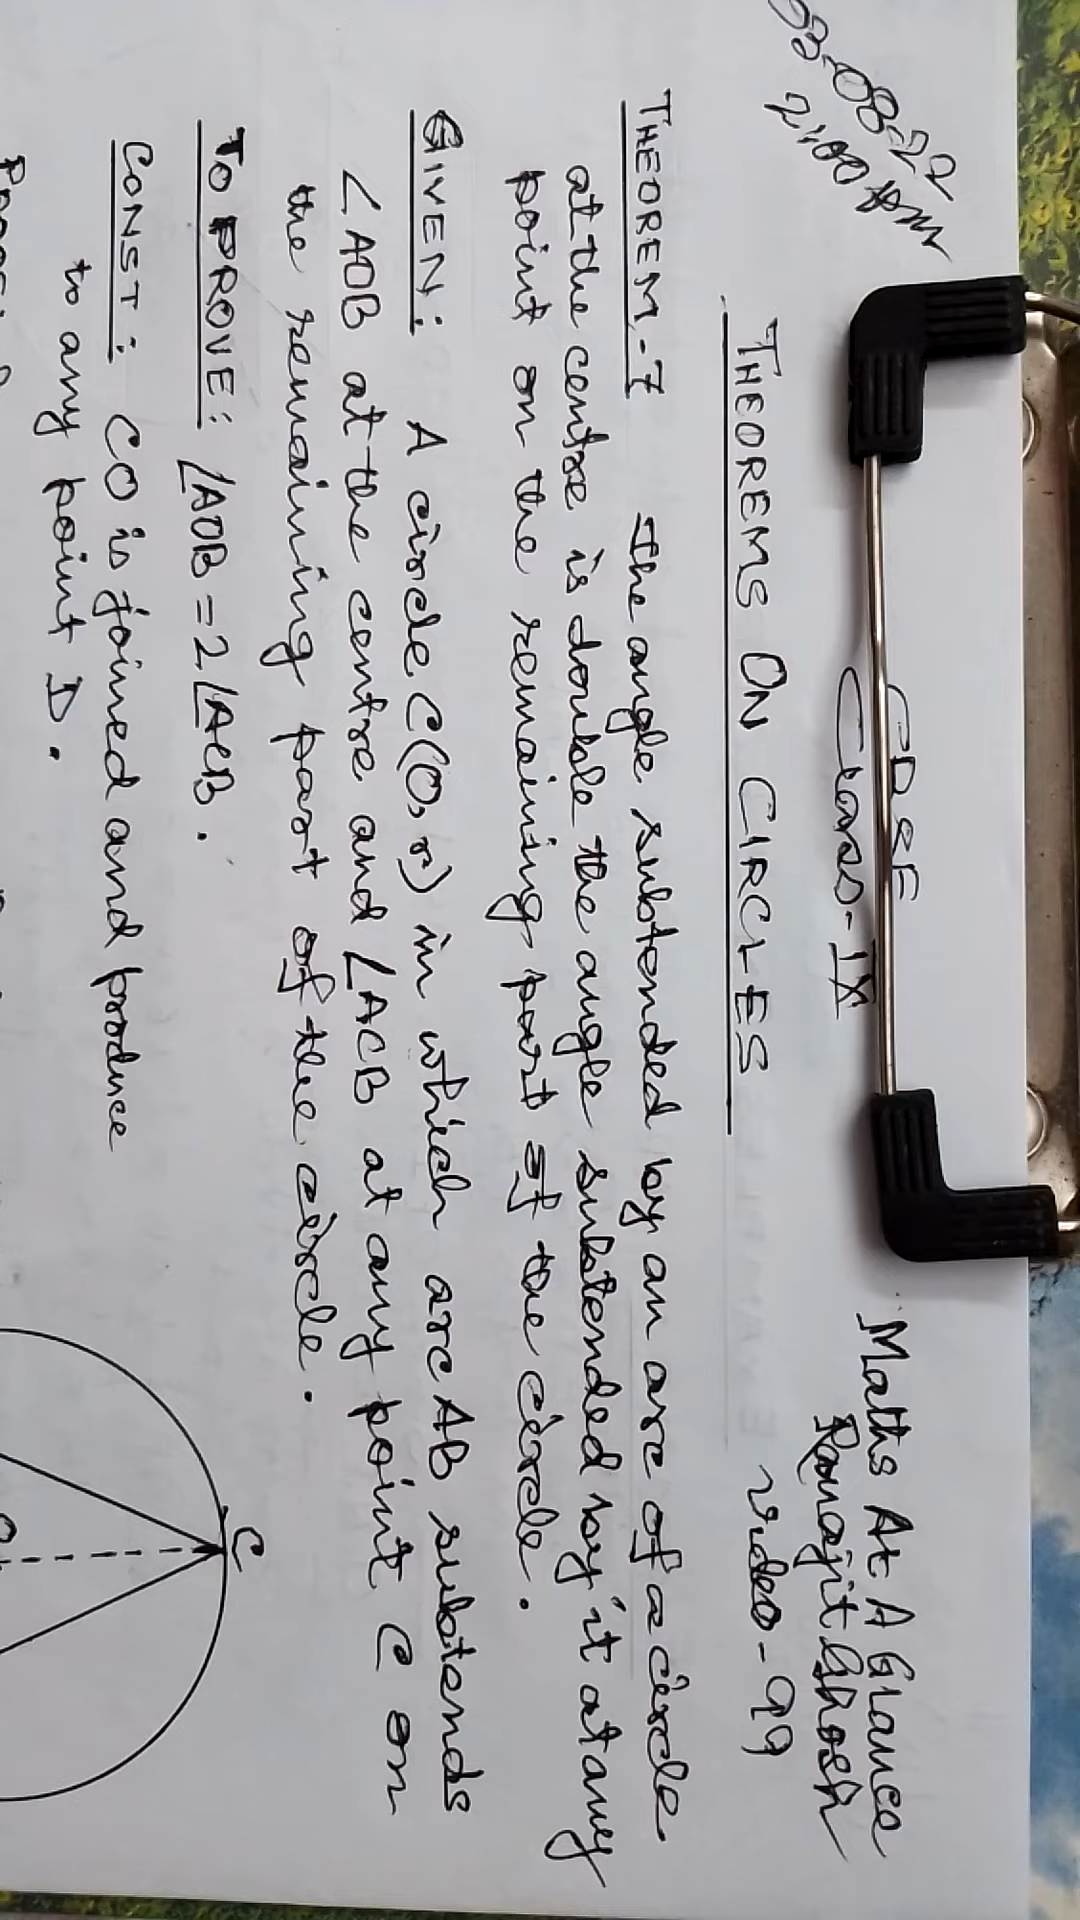 2:00 pm
CBSE
Class-IX
Maths At A Glance
Ranajit Ghosh
video-99
THEOREMS ON CIRCLES
THEOREM-7 The angle subtended by an arc of a circle
at the centre is double the angle subtended by it at any
point on the remaining part of the circle.
GIVEN: A circle C(O, r) in which arc AB subtends
∠AOB at the centre and ∠ACB at any point C on
the remaining part of the circle.
TO PROVE: ∠AOB = 2∠ACB.
CONST: CO is joined and produce
to any point D.
C